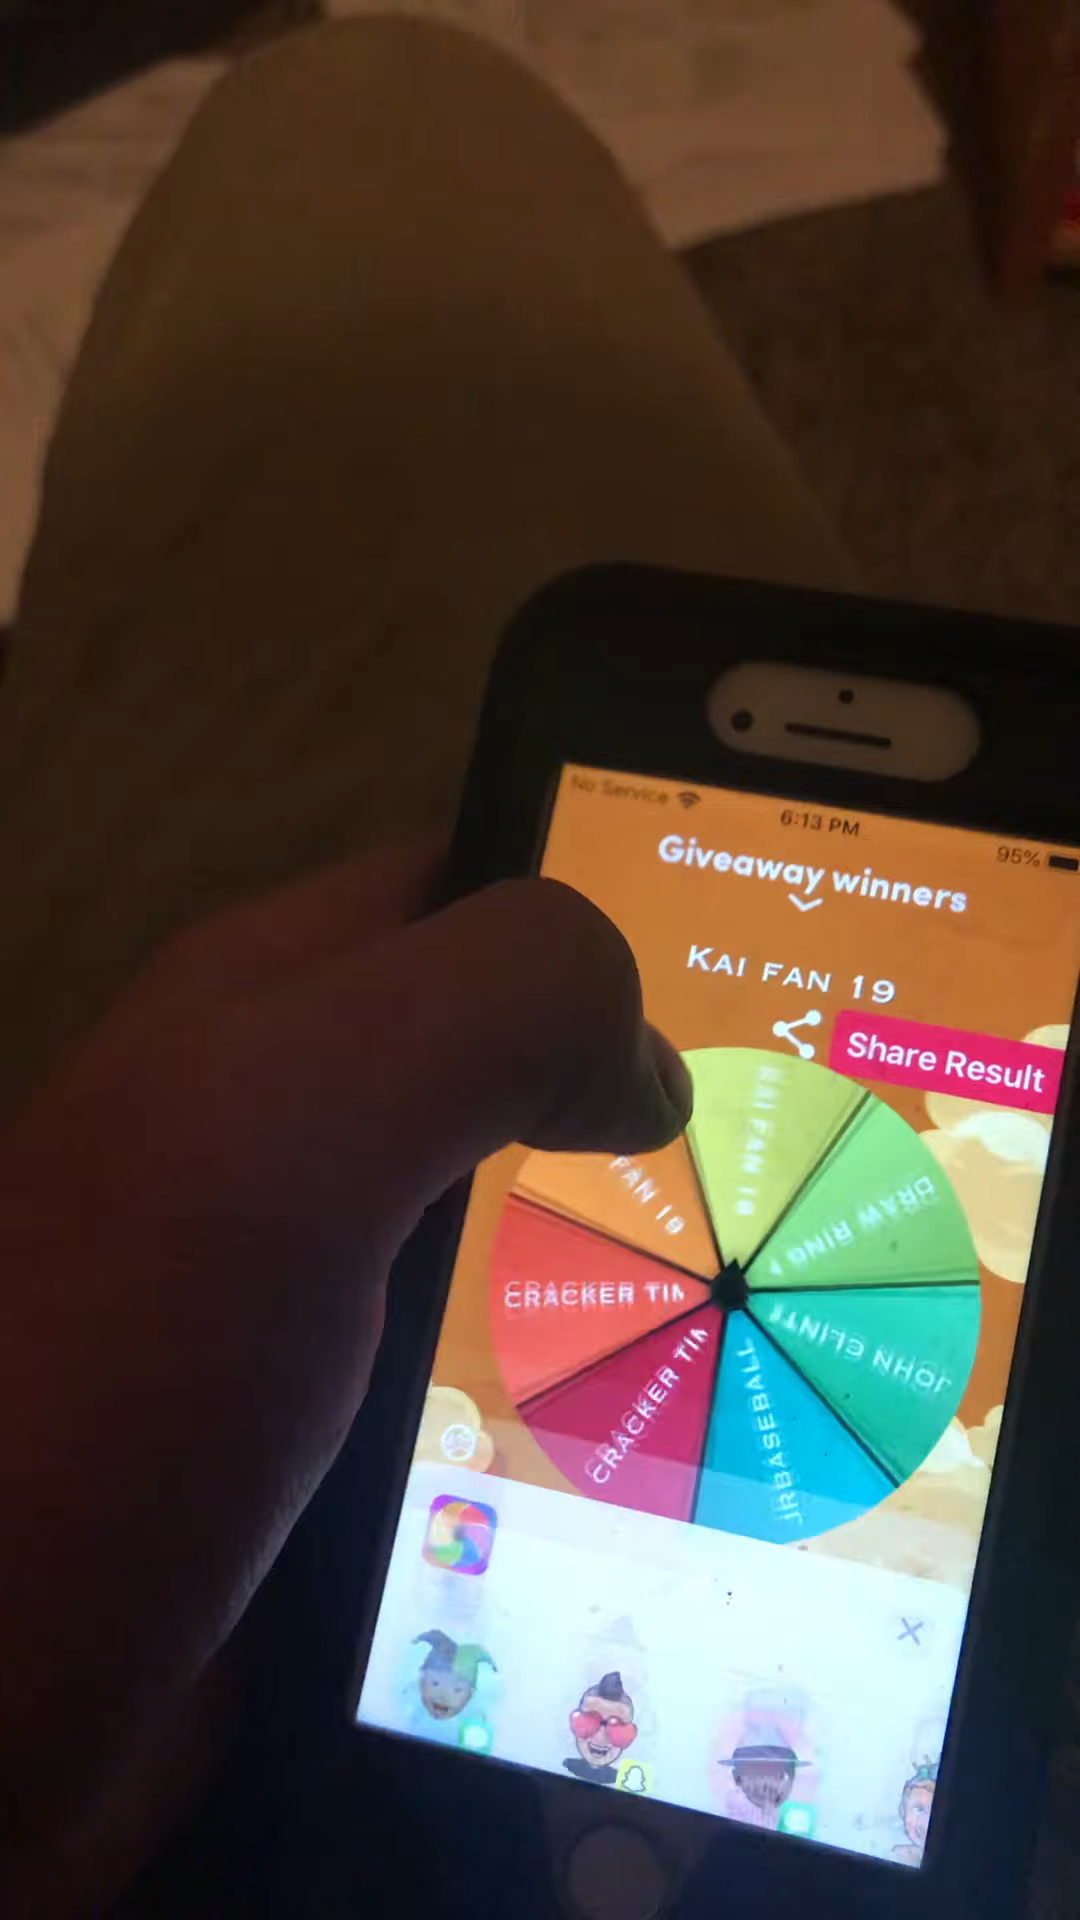 No Service
6:13 PM
95%
Giveaway winners
KAI FAN 19
Share Result
KAI FAN 19
DRAW RING
JOHN CLINT
JRBASEBALL
CRACKER TIM
CRACKER TIM
FAN 19